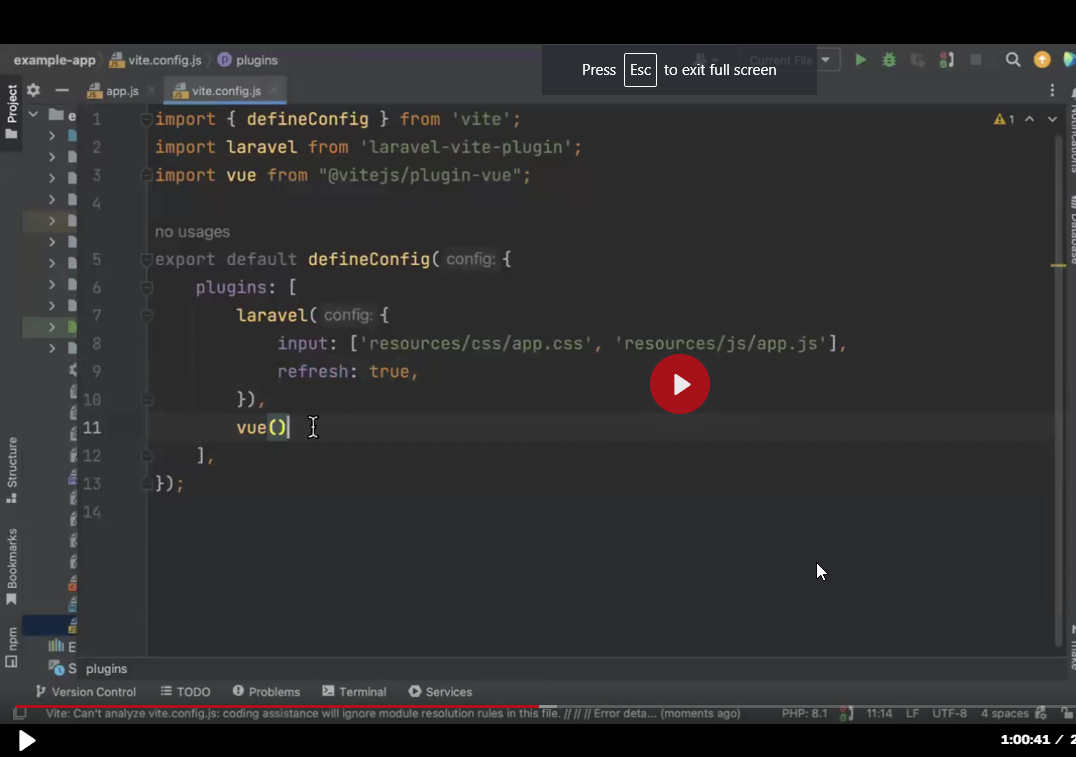 example-app vite.config.js plugins
Current File
Press Esc to exit full screen
Project
app.js vite.config.js
1 import { defineConfig } from 'vite';
2 import laravel from 'laravel-vite-plugin';
3 import vue from "@vitejs/plugin-vue";
4
no usages
5 export default defineConfig( config: {
6 plugins: [
7 laravel( config: {
8 input: ['resources/css/app.css', 'resources/js/app.js'],
9 refresh: true,
10 }),
11 vue()
12 ],
13 });
14
1
Notifications
Database
Structure
Bookmarks
npm
plugins
Version Control TODO Problems Terminal Services
Vite: Can't analyze vite.config.js: coding assistance will ignore module resolution rules in this file. // // // Error deta... (moments ago) PHP: 8.1 11:14 LF UTF-8 4 spaces
1:00:41 / 2